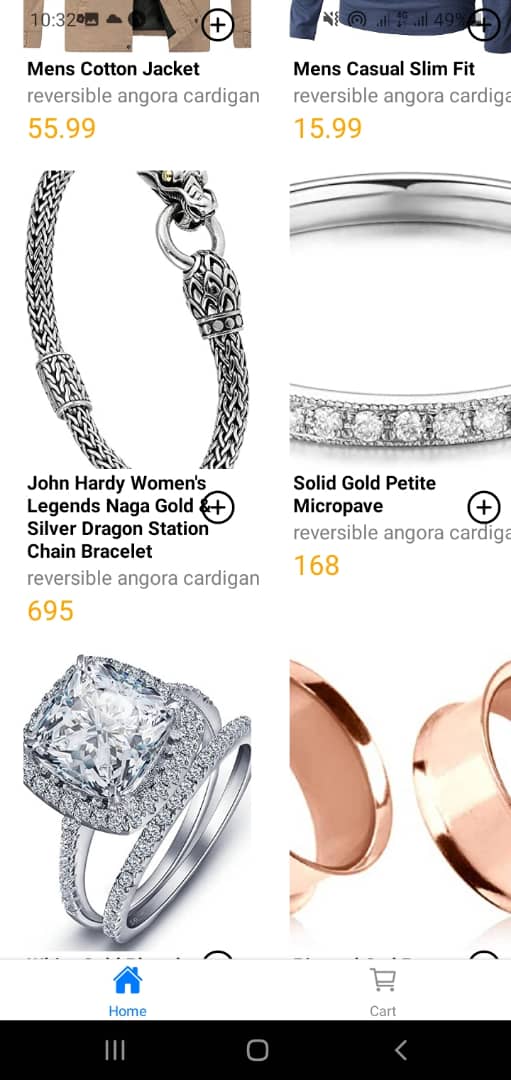 10:32
4G
49%
Mens Cotton Jacket
reversible angora cardigan
55.99
Mens Casual Slim Fit
reversible angora cardiga
15.99
John Hardy Women's
Legends Naga Gold &
Silver Dragon Station
Chain Bracelet
reversible angora cardigan
695
Solid Gold Petite
Micropave
reversible angora cardiga
168
Home
Cart